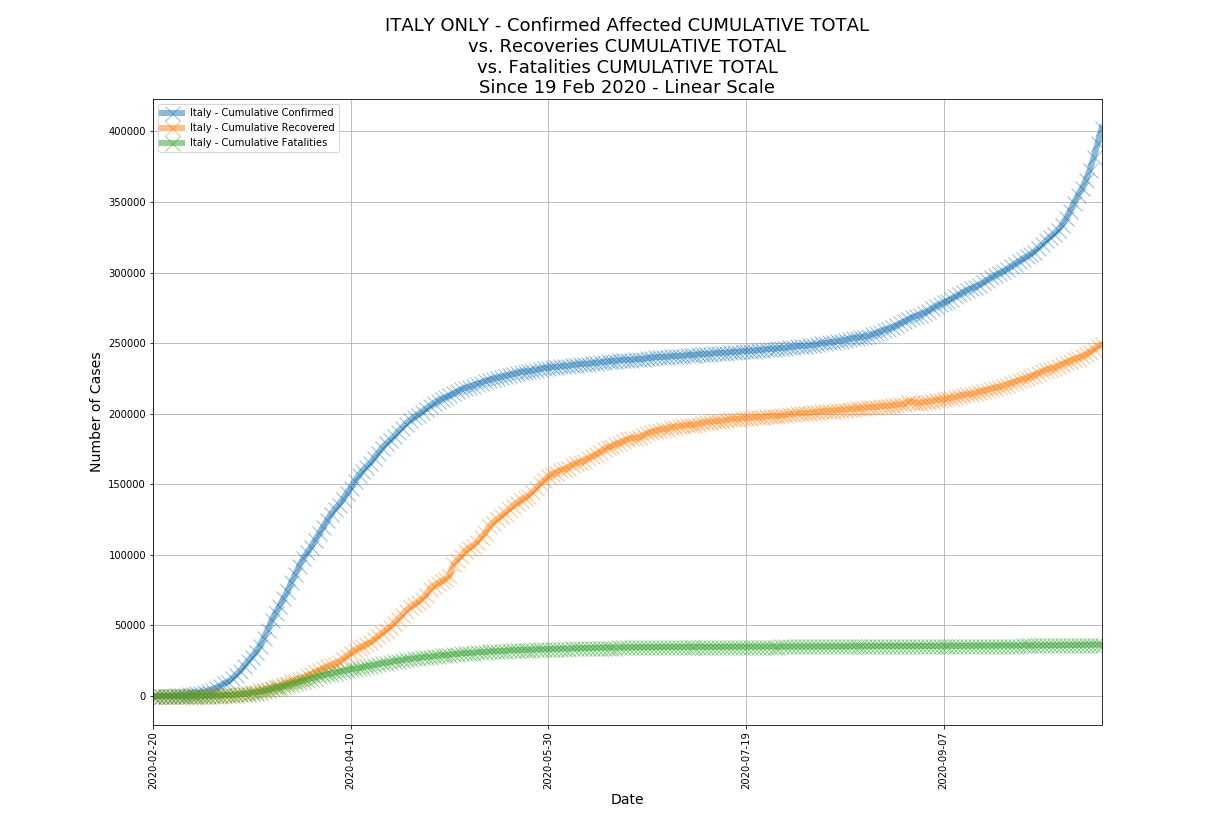 ITALY ONLY - Confirmed Affected CUMULATIVE TOTAL
vs. Recoveries CUMULATIVE TOTAL
vs. Fatalities CUMULATIVE TOTAL
Since 19 Feb 2020 - Linear Scale
Italy - Cumulative Confirmed
Italy - Cumulative Recovered
Italy - Cumulative Fatalities
400000
350000
300000
250000
200000
150000
100000
50000
0
Number of Cases
2020-02-20
2020-04-10
2020-05-30
2020-07-19
2020-09-07
Date